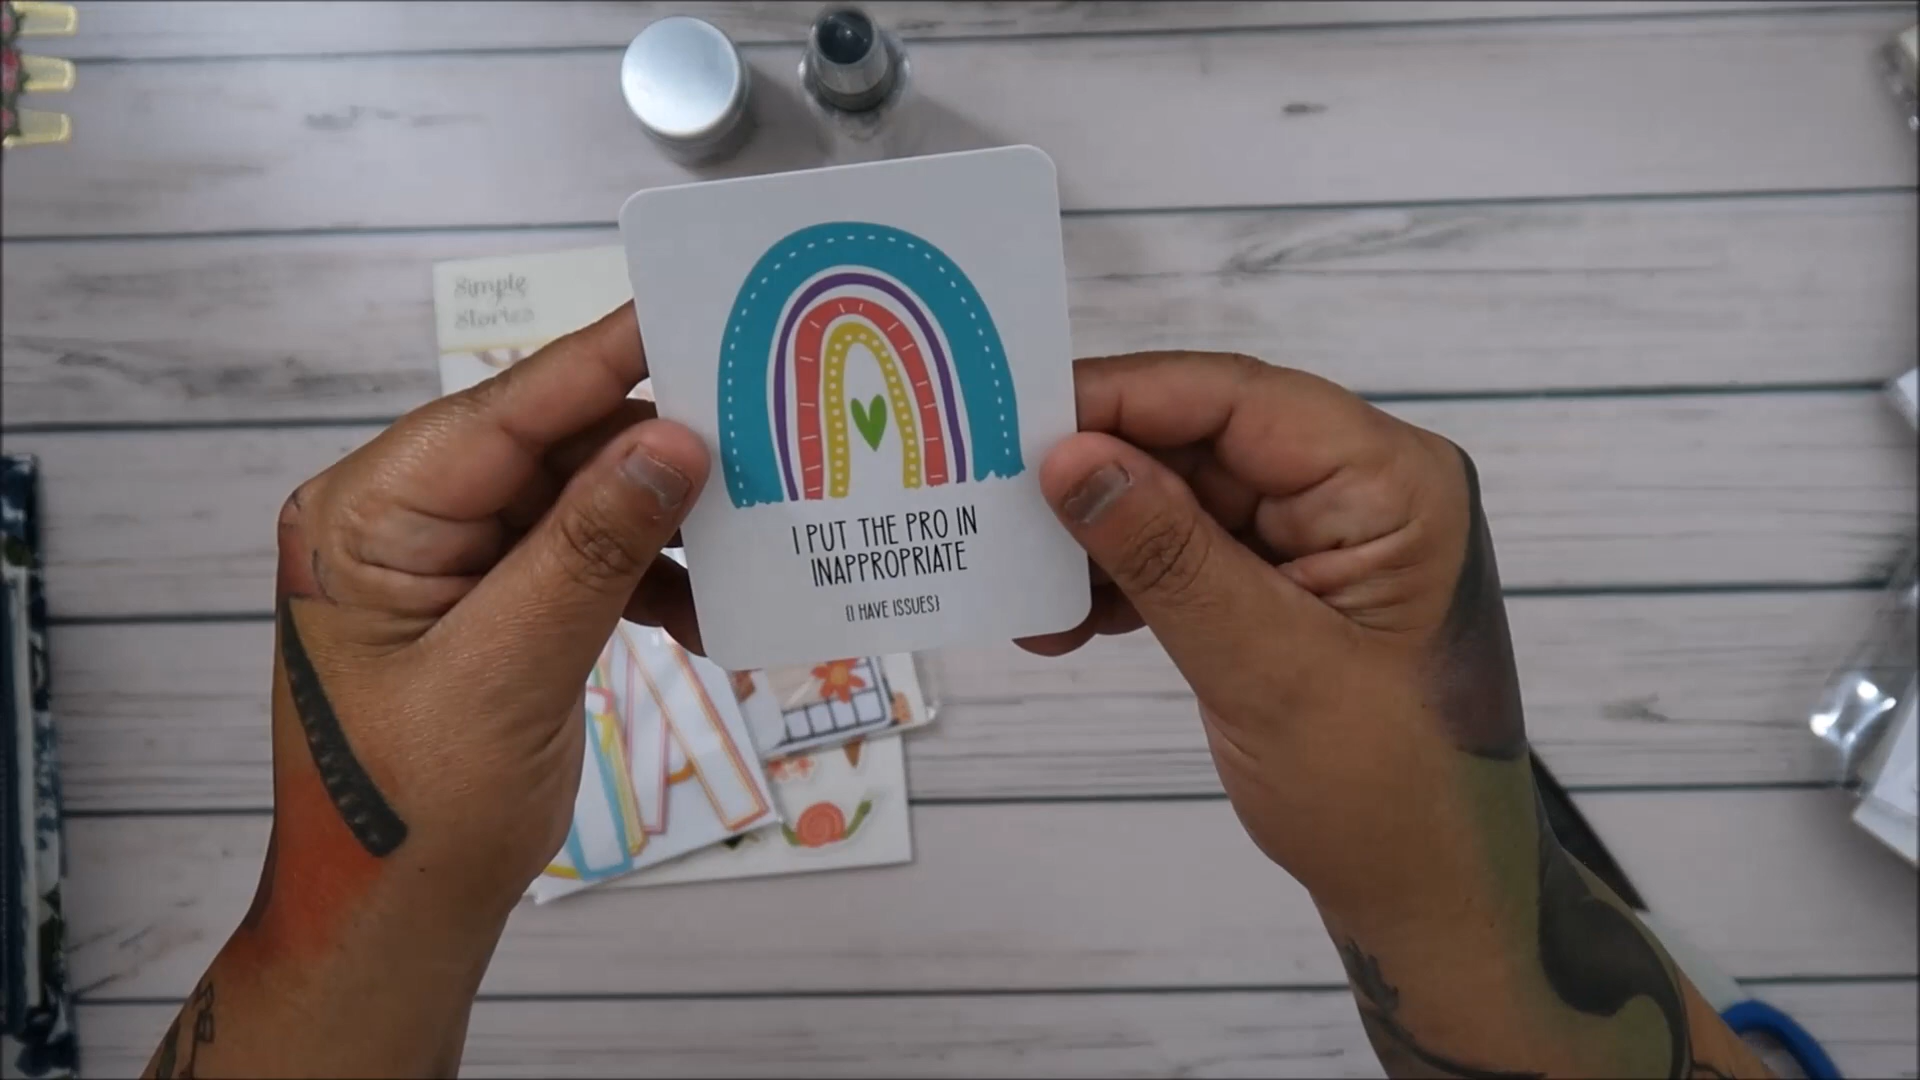 Simple
Stories
I PUT THE PRO IN
INAPPROPRIATE
{I HAVE ISSUES}